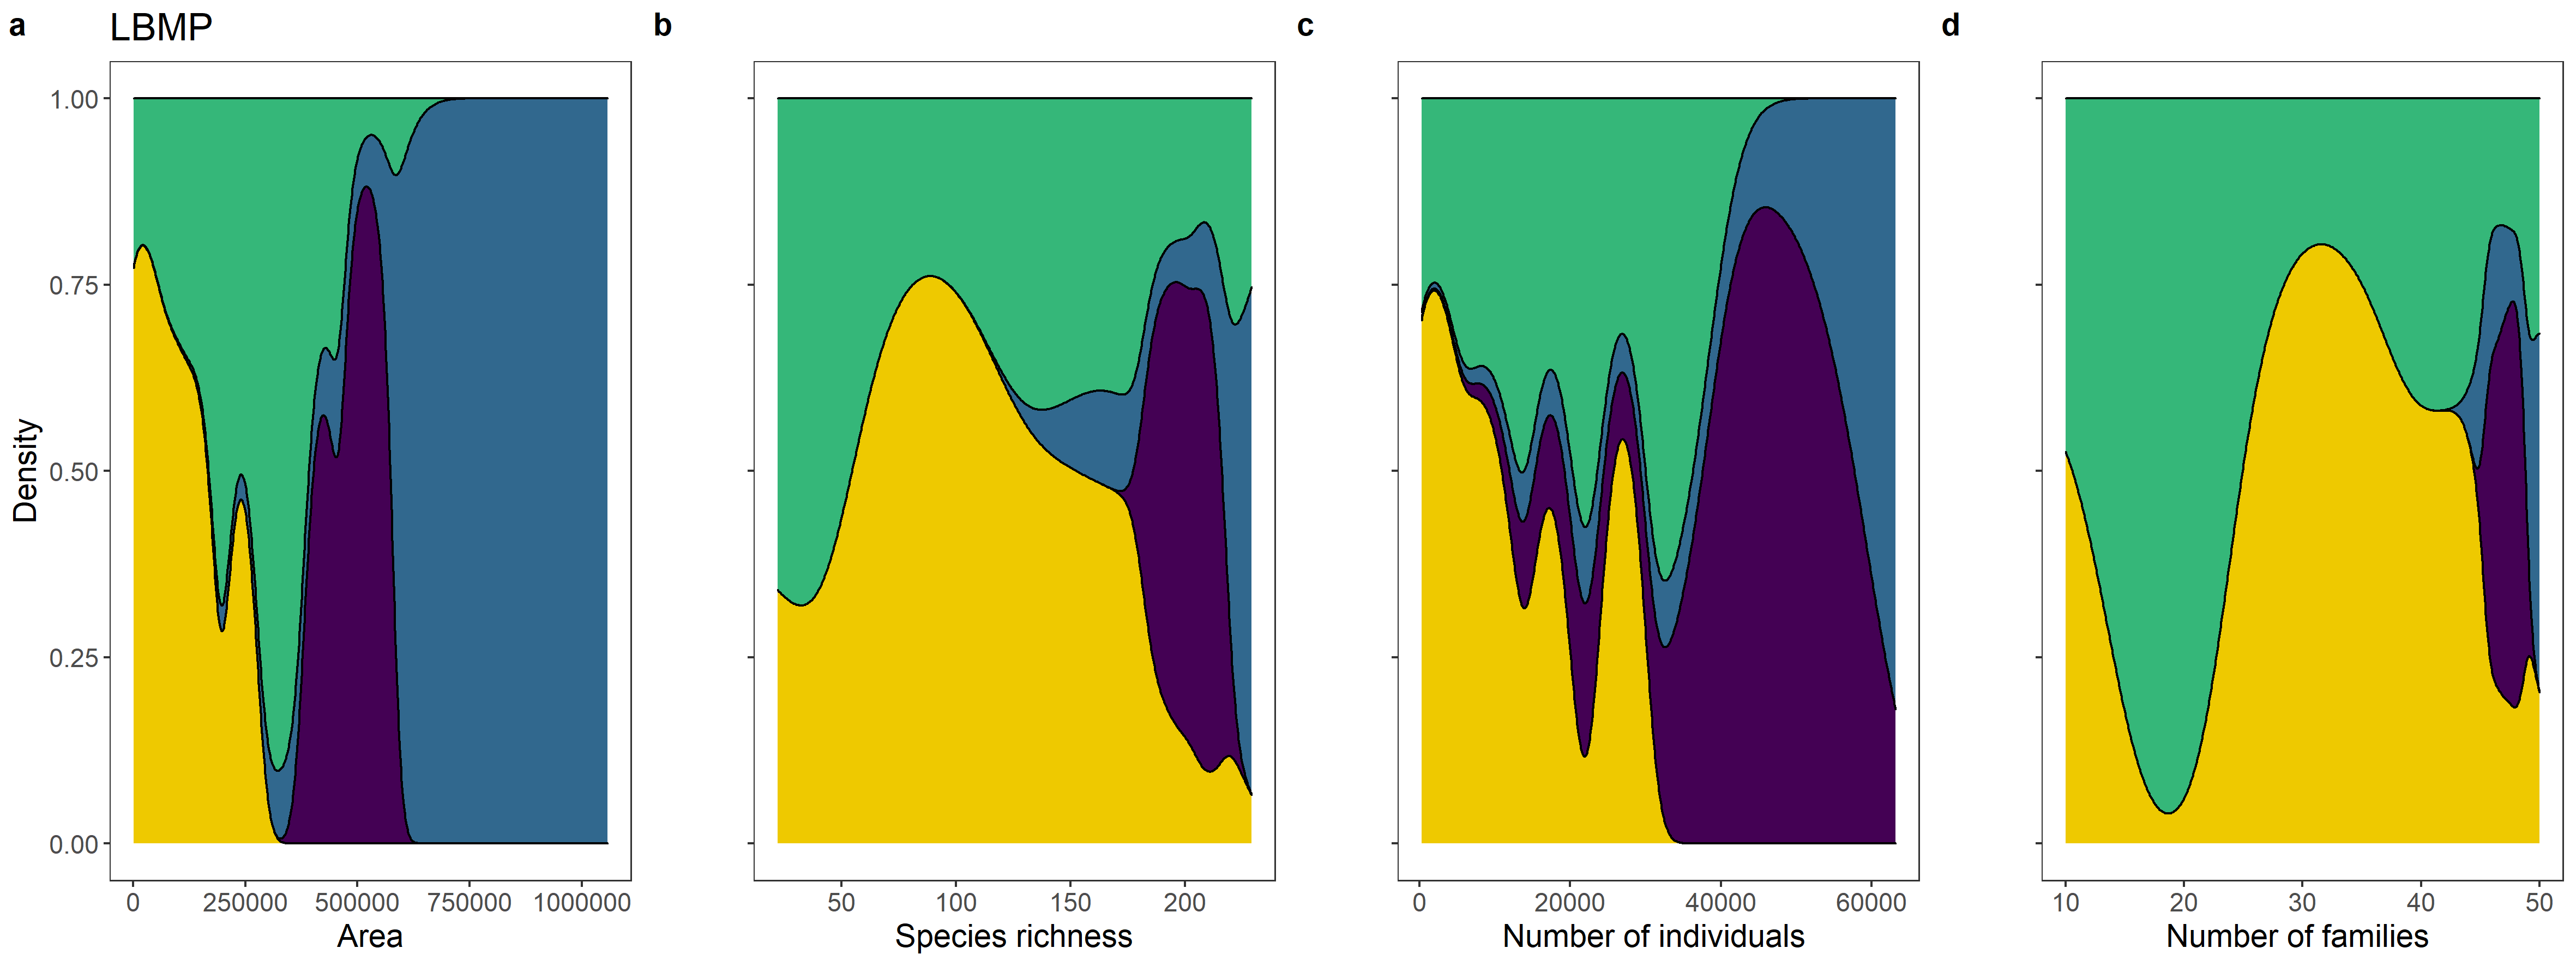 a
LBMP
b
c
d
Density
1.00
0.75
0.50
0.25
0.00
0 250000 500000 750000 1000000
Area
50 100 150 200
Species richness
0 20000 40000 60000
Number of individuals
10 20 30 40 50
Number of families